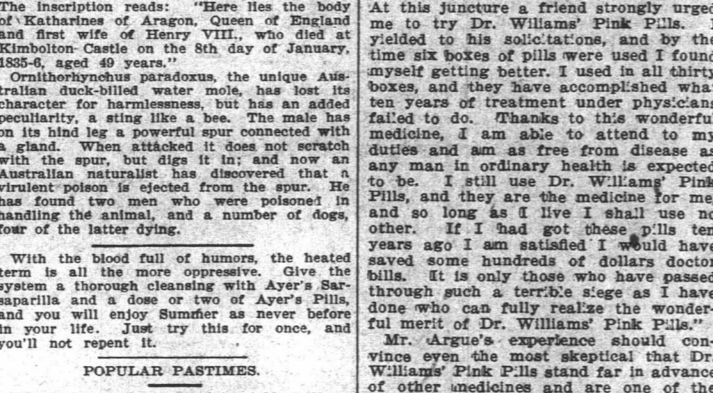 The inscription reads: "Here lies the body
of Katharines of Aragon, Queen of England
and first wife of Henry VIII., who died at
Kimbolton Castle on the 8th day of January,
1835-6, aged 49 years."
Ornithorhynchus paradoxus, the unique Aus-
tralian duck-billed water mole, has lost its
character for harmlessness, but has an added
peculiarity, a sting like a bee. The male has
on its hind leg a powerful spur connected with
a gland. When attacked it does not scratch
with the spur, but digs it in; and now an
Australian naturalist has discovered that a
virulent poison is ejected from the spur. He
has found two men who were poisoned in
handling the animal, and a number of dogs,
four of the latter dying.
With the blood full of humors, the heated
term is all the more oppressive. Give the
system a thorough cleansing with Ayer's Sar-
saparilla and a dose or two of Ayer's Pills,
and you will enjoy Summer as never before
in your life. Just try this for once, and
you'll not repent it.
POPULAR PASTIMES.
At this juncture a friend strongly urged
me to try Dr. Williams' Pink Pills. I
yielded to his solicitations, and by the
time six boxes of pills were used I found
myself getting better. I used in all thirty
boxes, and they have accomplished what
ten years of treatment under physicians
failed to do. Thanks to this wonderful
medicine, I am able to attend to my
duties and am as free from disease as
any man in ordinary health is expected
to be. I still use Dr. Williams' Pink
Pills, and they are the medicine for me,
and so long as I live I shall use no
other. If I had got these pills ten
years ago I am satisfied I would have
saved some hundreds of dollars doctor
bills. It is only those who have passed
through such a terrible siege as I have
done who can fully realize the wonder-
ful merit of Dr. Williams' Pink Pills."
Mr. Argue's experience should con-
vince even the most skeptical that Dr.
Williams' Pink Pills stand far in advance
of other medicines and are one of the